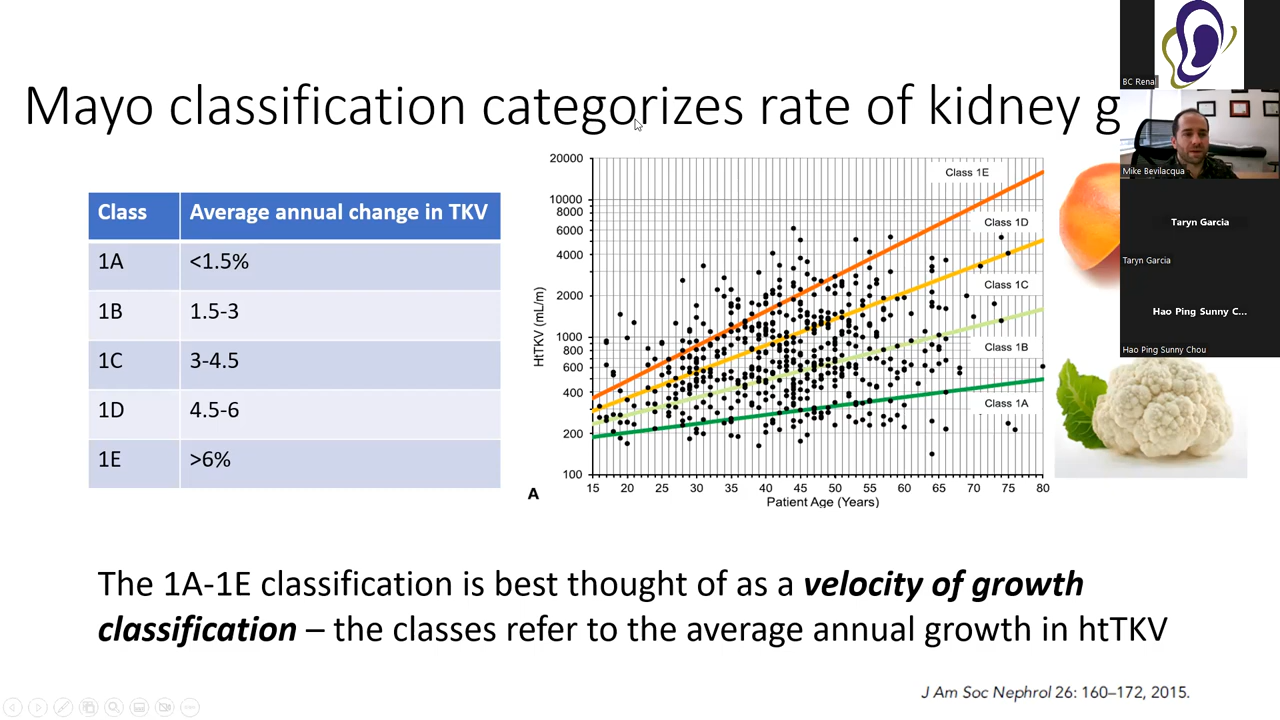 Mayo classification categorizes rate of kidney g
BC Renal
Mike Bevilacqua
Taryn Garcia
Taryn Garcia
Hao Ping Sunny C...
Hao Ping Sunny Chou
Class Average annual change in TKV
1A <1.5%
1B 1.5-3
1C 3-4.5
1D 4.5-6
1E >6%
HtTKV (mL/m)
20000
10000
8000
6000
4000
2000
1000
800
600
400
200
100
Class 1E
Class 1D
Class 1C
Class 1B
Class 1A
15 20 25 30 35 40 45 50 55 60 65 70 75 80
A
Patient Age (Years)
The 1A-1E classification is best thought of as a velocity of growth
classification – the classes refer to the average annual growth in htTKV
J Am Soc Nephrol 26: 160–172, 2015.